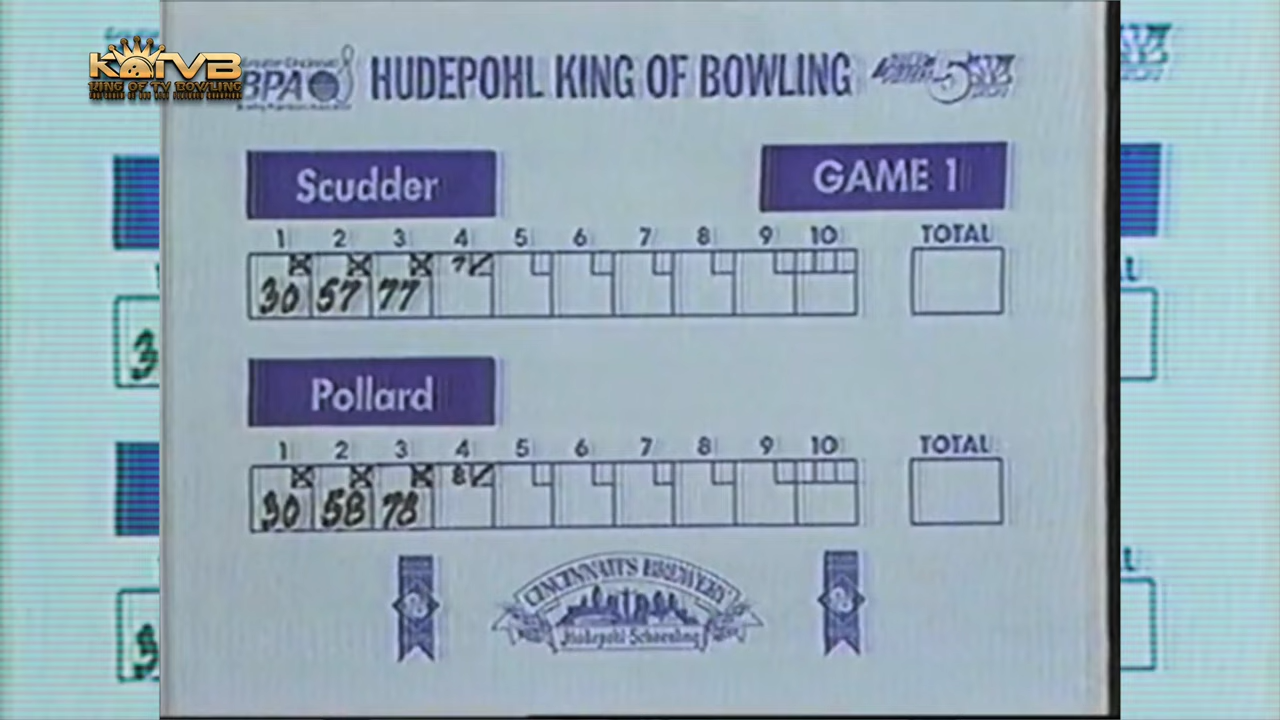 KOTVB
KING OF TV BOWLING
BPA
HUDEPOHL KING OF BOWLING
5
Scudder
GAME 1
1 2 3 4 5 6 7 8 9 10 TOTAL
X X X 7 /
30 57 77
Pollard
1 2 3 4 5 6 7 8 9 10 TOTAL
X X X 8 /
30 58 78
CINCINNATI'S BREWERY
Hudepohl-Schoenling